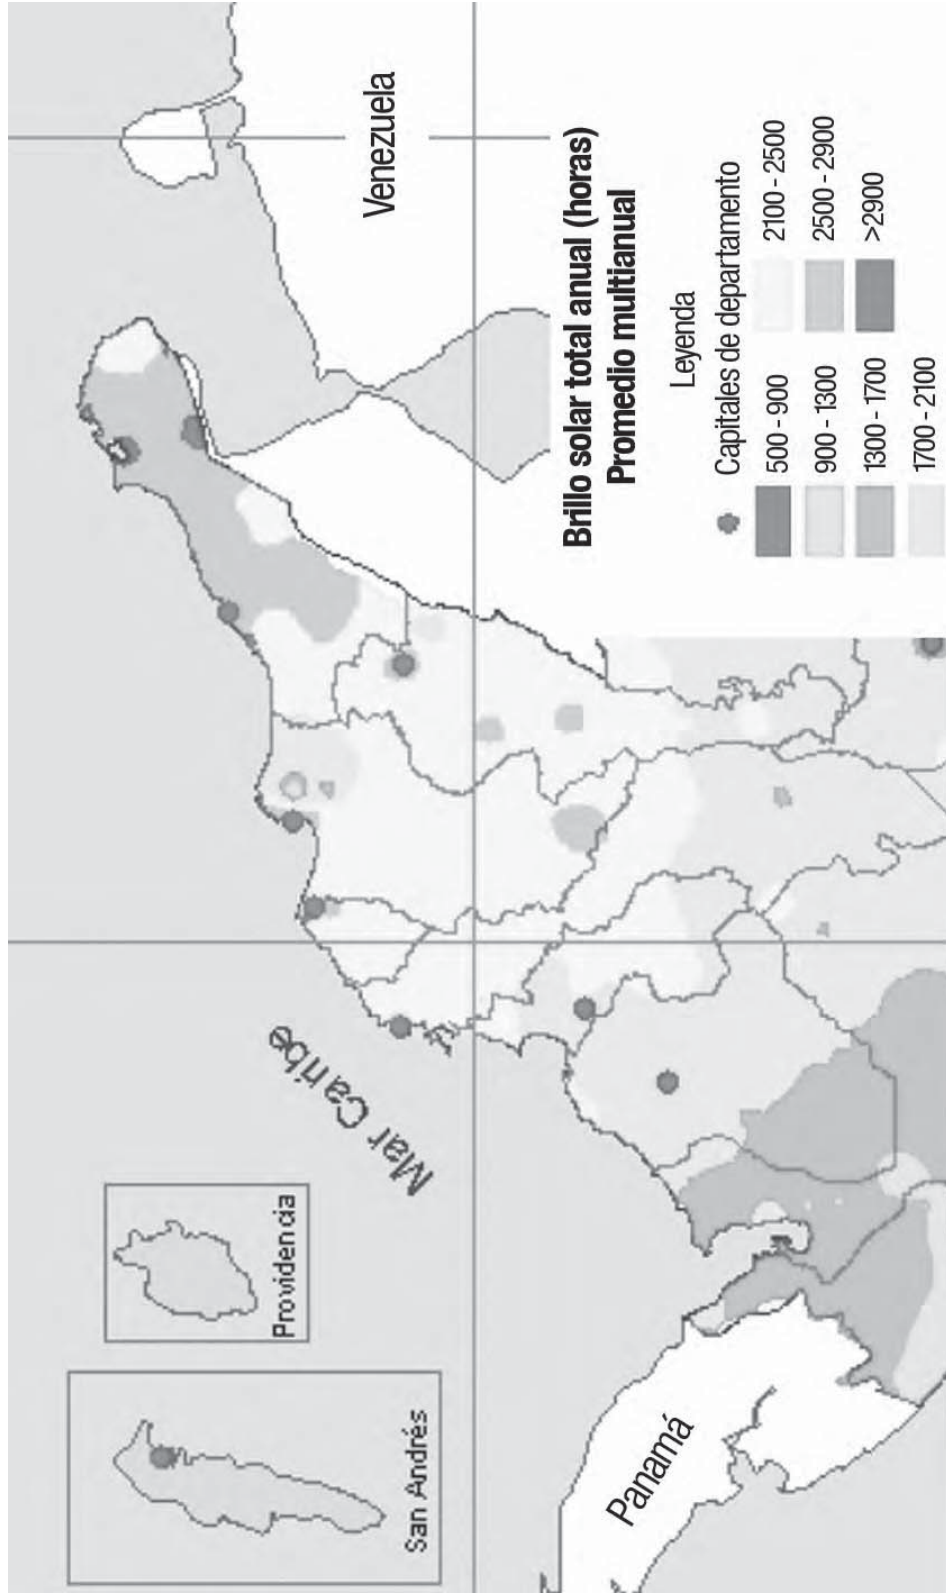 Venezuela
Mar Caribe
Providencia
San Andrés
Panamá
Brillo solar total anual (horas)
Promedio multianual
Leyenda
Capitales de departamento
500 - 900
900 - 1300
1300 - 1700
1700 - 2100
2100 - 2500
2500 - 2900
>2900